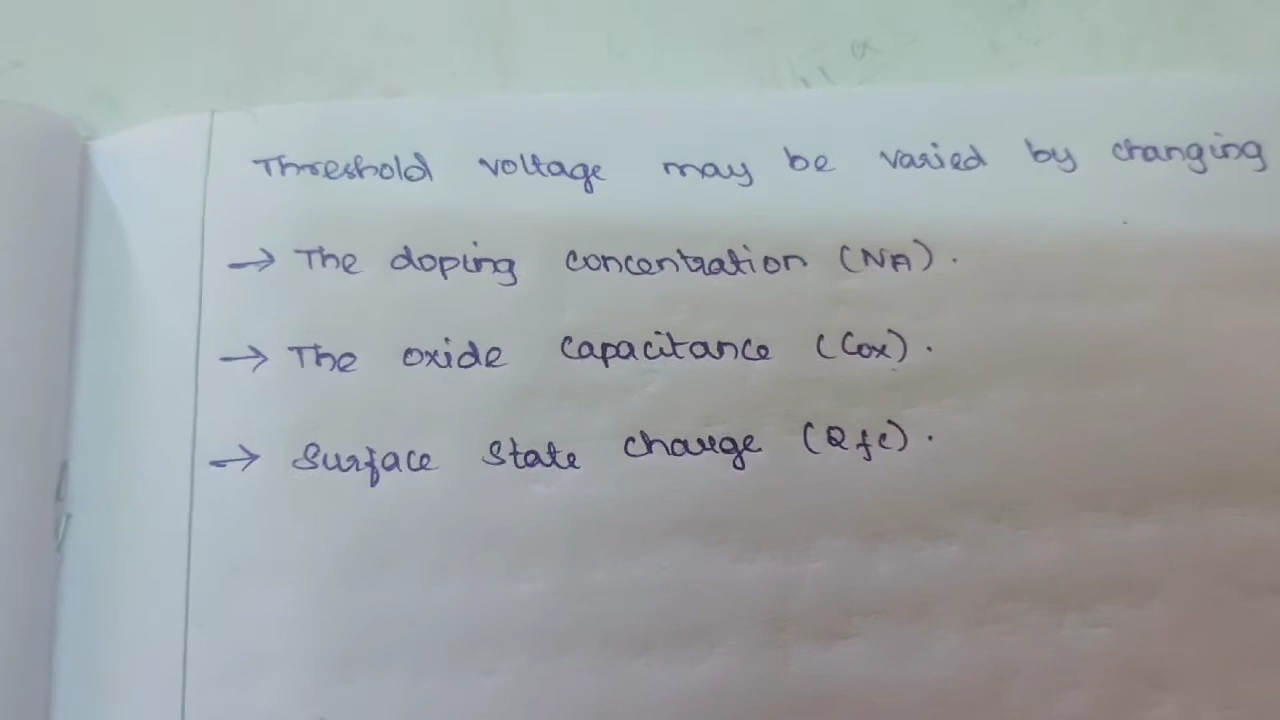 Threshold voltage may be varied by changing
→ The doping concentration (NA).
→ The oxide capacitance (Cox).
→ Surface state charge (Qfc).